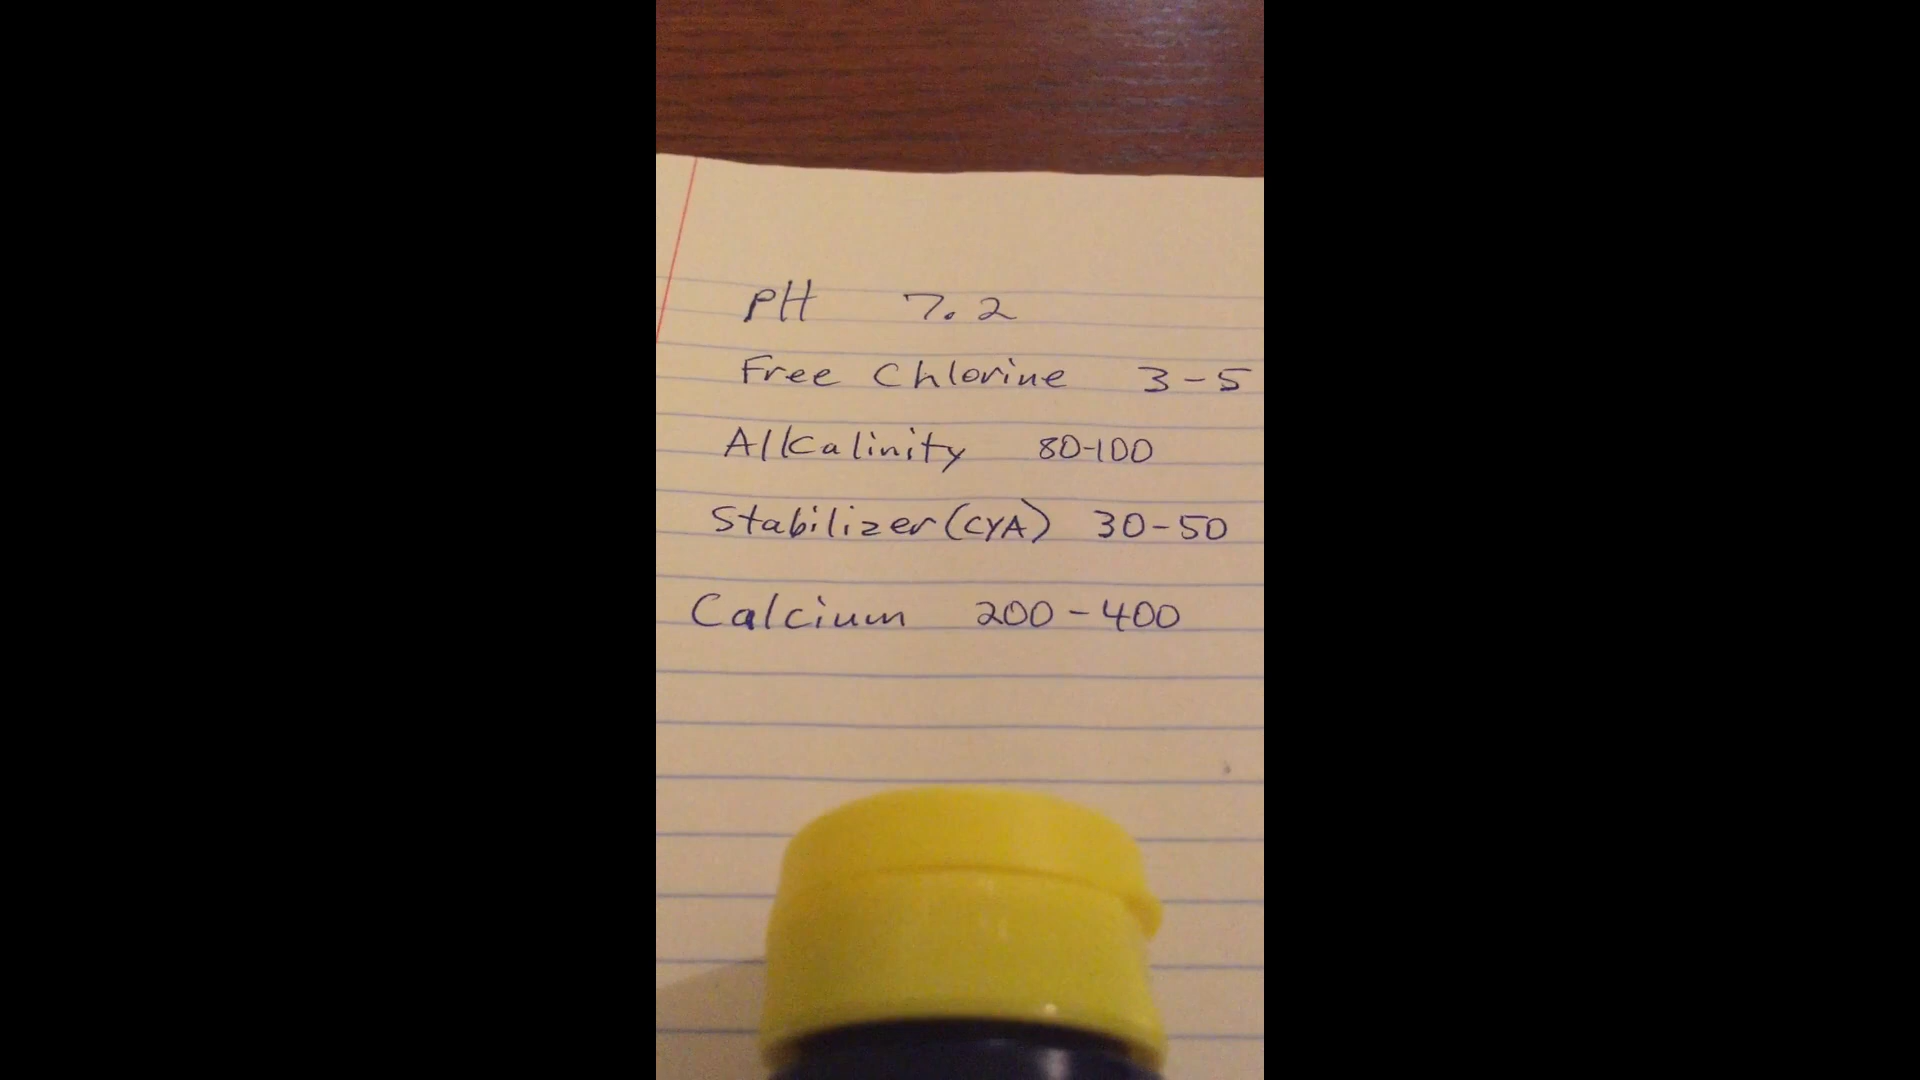 pH 7.2
Free Chlorine 3-5
Alkalinity 80-100
Stabilizer (CYA) 30-50
Calcium 200-400